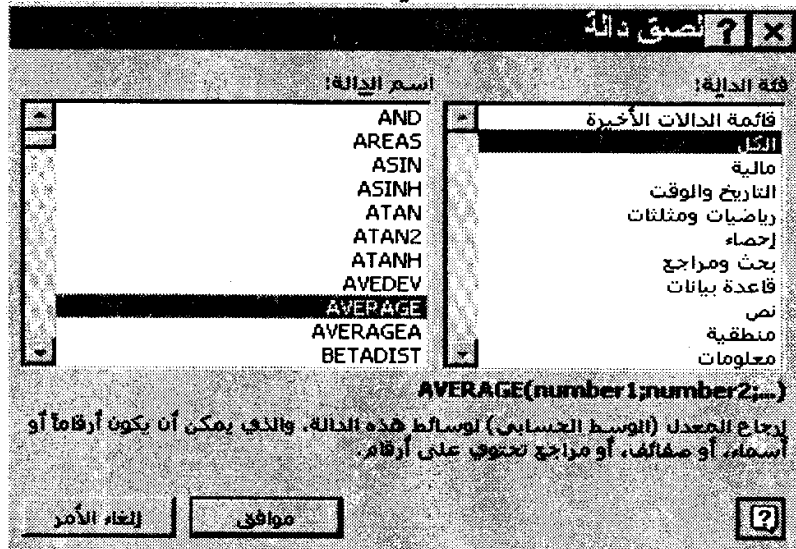 لصق دالة
فئة الدالة:
قائمة الدالات الأخيرة
الكل
مالية
التاريخ والوقت
رياضيات ومثلثات
إحصاء
بحث ومراجع
قاعدة بيانات
نص
منطقية
معلومات
اسم الدالة:
AND
AREAS
ASIN
ASINH
ATAN
ATAN2
ATANH
AVEDEV
AVERAGE
AVERAGEA
BETADIST
AVERAGE(number1;number2;...)
إرجاع المعدل (الوسط الحسابي) لوسائط هذه الدالة، والذي يمكن أن يكون أرقاماً أو
أسماء، أو صفائف، أو مراجع تحتوي على أرقام.
موافق
إلغاء الأمر